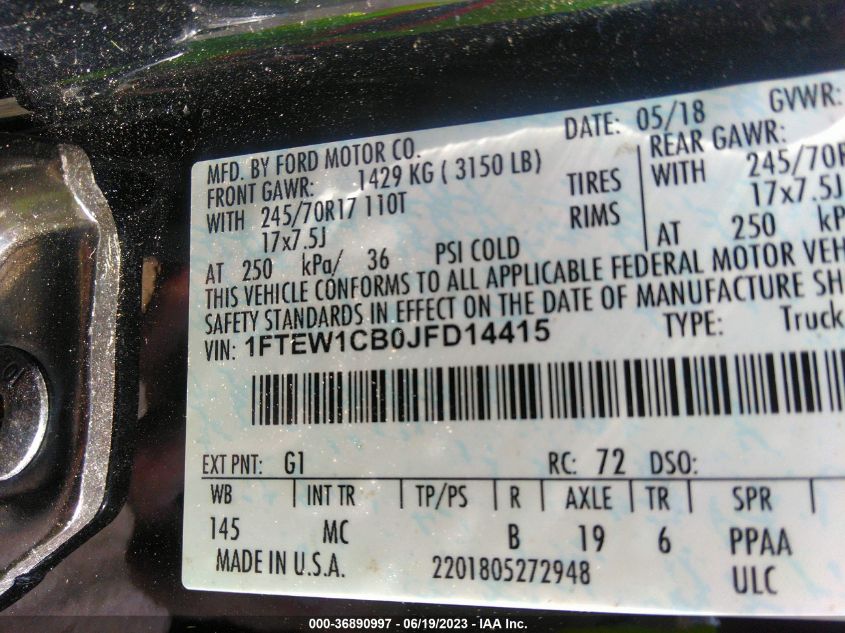 DATE: 05/18 GVWR:
MFD. BY FORD MOTOR CO.
FRONT GAWR: 1429 KG ( 3150 LB)
REAR GAWR:
WITH 245/70R17 110T TIRES WITH 245/70R
17x7.5J RIMS 17x7.5J
AT 250 kPa/ 36 PSI COLD AT 250 kP
THIS VEHICLE CONFORMS TO ALL APPLICABLE FEDERAL MOTOR VEH
SAFETY STANDARDS IN EFFECT ON THE DATE OF MANUFACTURE SH
VIN: 1FTEW1CB0JFD14415 TYPE: Truck
EXT PNT: G1 RC: 72 DSO:
WB INT TR TP/PS R AXLE TR SPR
145 MC B 19 6 PPAA
MADE IN U.S.A. 2201805272948 ULC
000-36890997 - 06/19/2023 - IAA Inc.